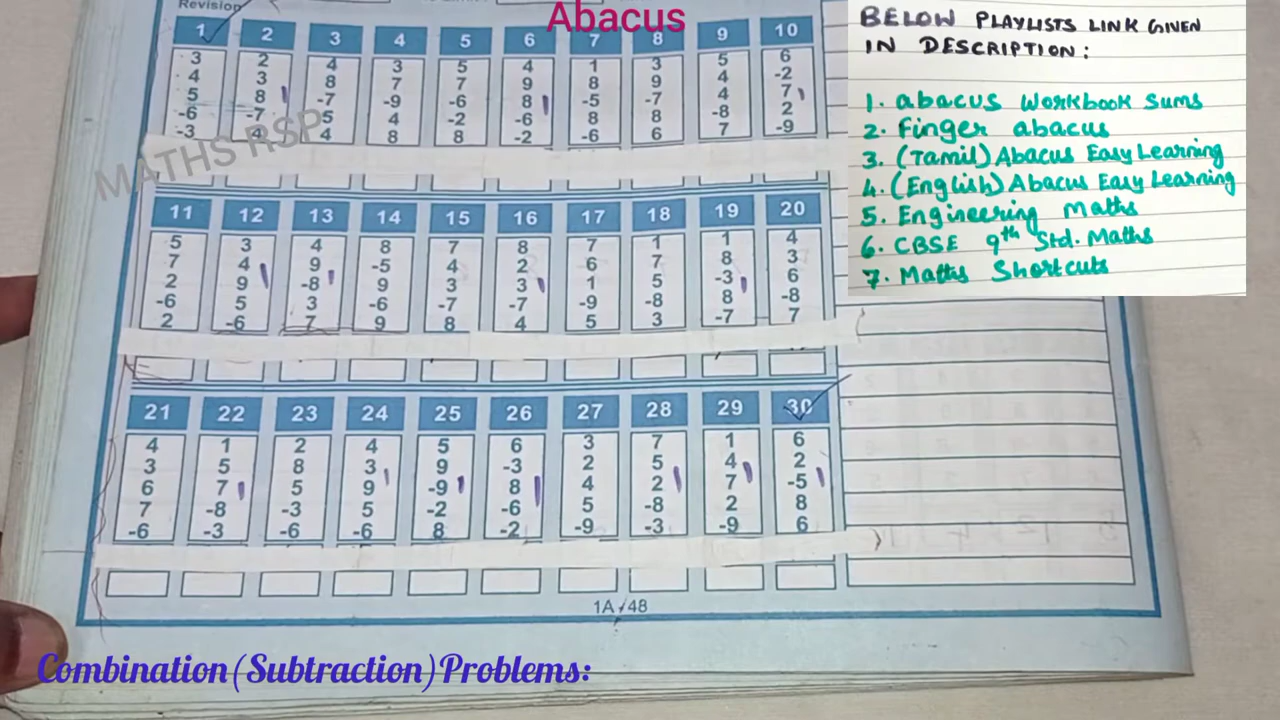 Revision
Abacus
1 2 3 4 5 6 7 8 9 10
3 2 4 3 5 4 1 3 5 6
4 3 8 7 7 9 8 9 4 -2
5 8 -7 -9 -6 8 -5 -7 4 7
-6 -7 5 4 -2 -6 8 8 -8 2
-3 4 4 8 8 -2 -6 6 7 -9
MATHS RSP
11 12 13 14 15 16 17 18 19 20
5 3 4 8 7 8 7 1 1 4
7 4 9 -5 4 2 6 7 8 3
2 9 -8 9 3 3 1 5 -3 6
-6 5 3 -6 -7 -7 -9 -8 8 -8
2 -6 7 9 8 4 5 3 -7 7
21 22 23 24 25 26 27 28 29 30
4 1 2 4 5 6 3 7 1 6
3 5 8 3 9 -3 2 5 4 2
6 7 5 9 -9 8 4 2 7 -5
7 -8 -3 5 -2 -6 5 -8 2 8
-6 -3 -6 -6 8 -2 -9 -3 -9 6
1A / 48
BELOW PLAYLISTS LINK GIVEN
IN DESCRIPTION:
1. abacus Workbook Sums
2. Finger abacus
3. (Tamil) Abacus Easy Learning
4. (English) Abacus Easy Learning
5. Engineering Maths
6. CBSE 9th Std. Maths
7. Maths Shortcuts
Combination(Subtraction)Problems: